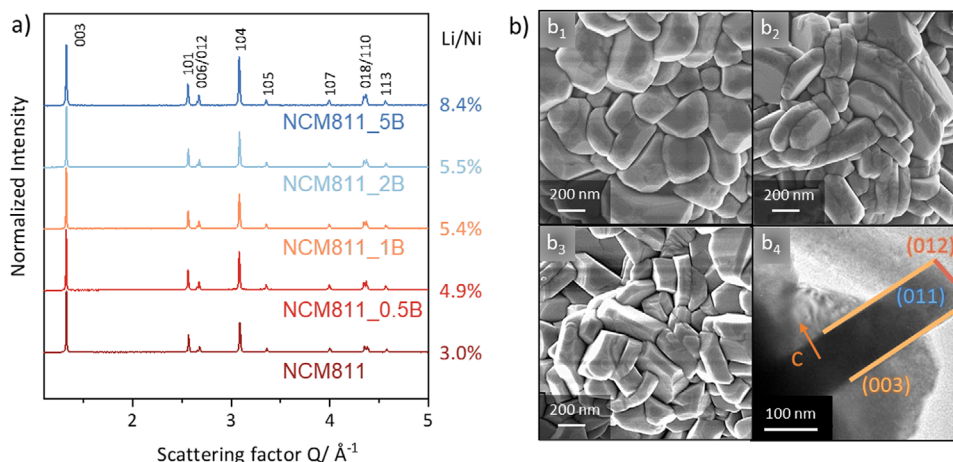 a)
Normalized Intensity
003
101
006/012
104
105
107
018/110
113
Li/Ni
8.4%
NCM811_5B
5.5%
NCM811_2B
5.4%
NCM811_1B
4.9%
NCM811_0.5B
3.0%
NCM811
2 3 4 5
Scattering factor Q/ Å-1
b)
b1
200 nm
b2
200 nm
b3
200 nm
b4
(012)
(011)
C
(003)
100 nm